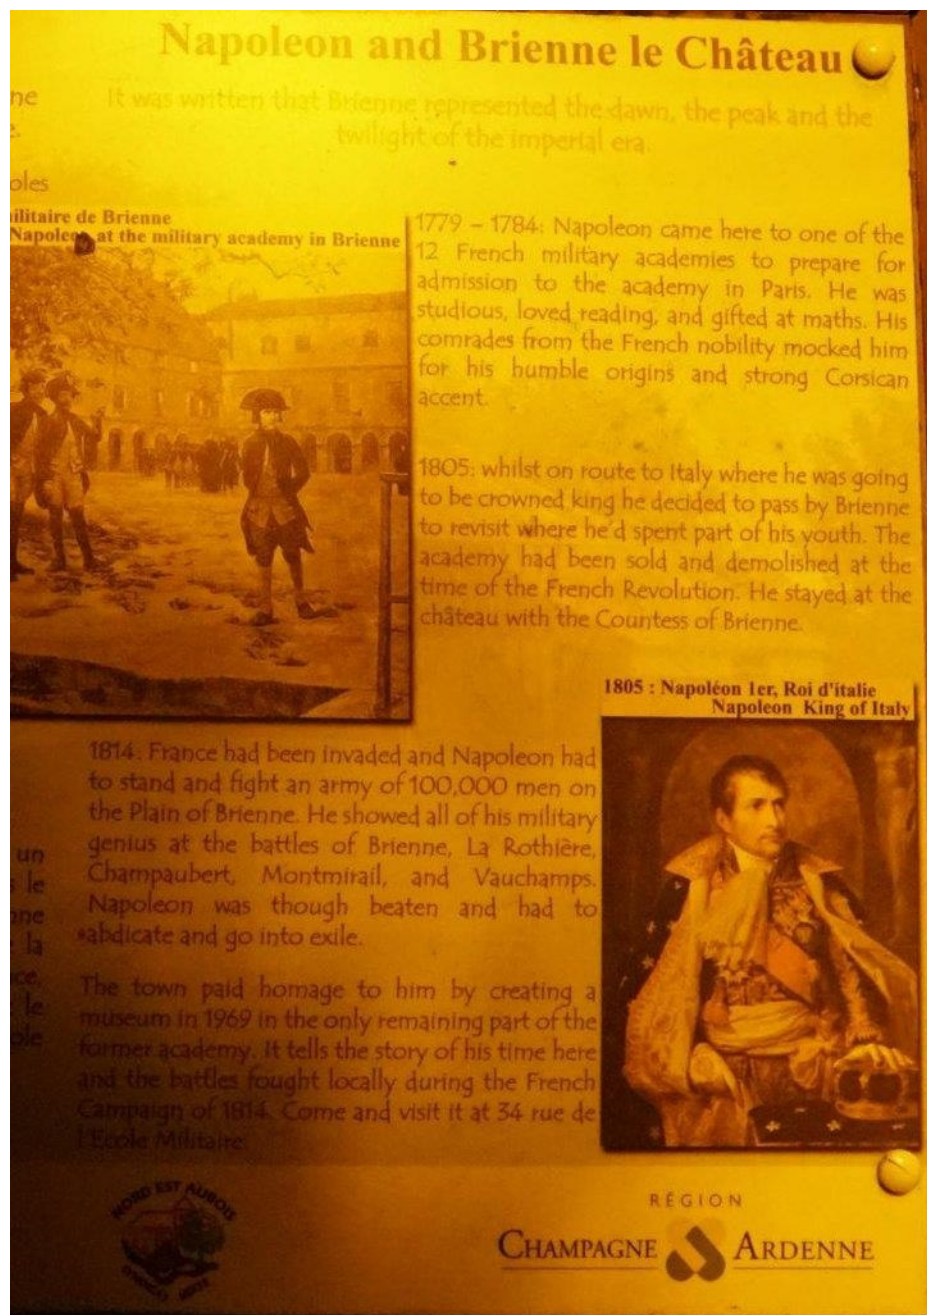 Napoleon and Brienne le Château
It was written that Brienne represented the dawn, the peak and the
twilight of the imperial era.
ne
oles
ilitaire de Brienne
Napoleon at the military academy in Brienne
1779 – 1784: Napoleon came here to one of the
12 French military academies to prepare for
admission to the academy in Paris. He was
studious, loved reading, and gifted at maths. His
comrades from the French nobility mocked him
for his humble origins and strong Corsican
accent.
1805: whilst on route to Italy where he was going
to be crowned king he decided to pass by Brienne
to revisit where he'd spent part of his youth. The
academy had been sold and demolished at the
time of the French Revolution. He stayed at the
château with the Countess of Brienne.
1805 : Napoléon 1er, Roi d'italie
Napoleon King of Italy
1814: France had been invaded and Napoleon had
to stand and fight an army of 100,000 men on
the Plain of Brienne. He showed all of his military
genius at the battles of Brienne, La Rothière,
Champaubert, Montmirail, and Vauchamps.
Napoleon was though beaten and had to
abdicate and go into exile.
un
le
ne
la
ce,
le
ole
The town paid homage to him by creating a
museum in 1969 in the only remaining part of the
former academy. It tells the story of his time here
and the battles fought locally during the French
Campaign of 1814. Come and visit it at 34 rue de
l'Ecole Militaire.
NORD EST AUBOIS
RÉGION
CHAMPAGNE ARDENNE